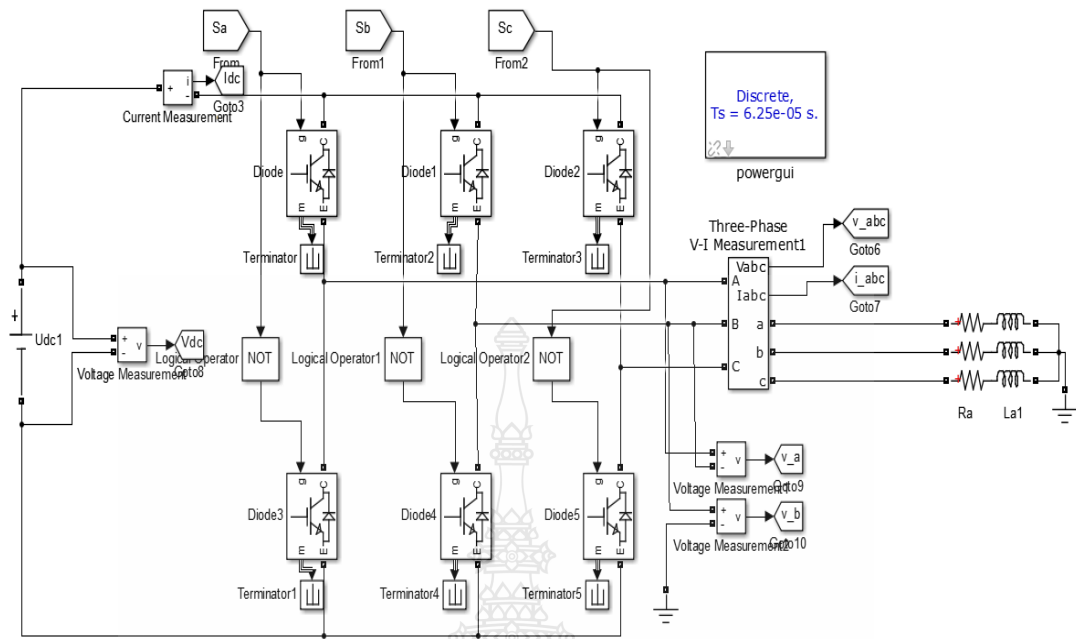 Sa
From
Sb
From1
Sc
From2
i
+
-
Idc
Goto3
Current Measurement
Discrete,
Ts = 6.25e-05 s.
powergui
g
C
m
E
Diode
g
C
m
E
Diode1
g
C
m
E
Diode2
Terminator
Terminator2
Terminator3
Three-Phase
V-I Measurement1
Vabc
Iabc
A
B
C
a
b
c
v_abc
Goto6
i_abc
Goto7
+
Udc1
+
-
v
Vdc
Goto8
Voltage Measurement
Logical Operator
NOT
Logical Operator1
NOT
Logical Operator2
NOT
+
+
+
Ra
La1
g
C
m
E
Diode3
g
C
m
E
Diode4
g
C
m
E
Diode5
+
-
v
v_a
Goto9
Voltage Measurement1
+
-
v
v_b
Goto10
Voltage Measurement2
Terminator1
Terminator4
Terminator5